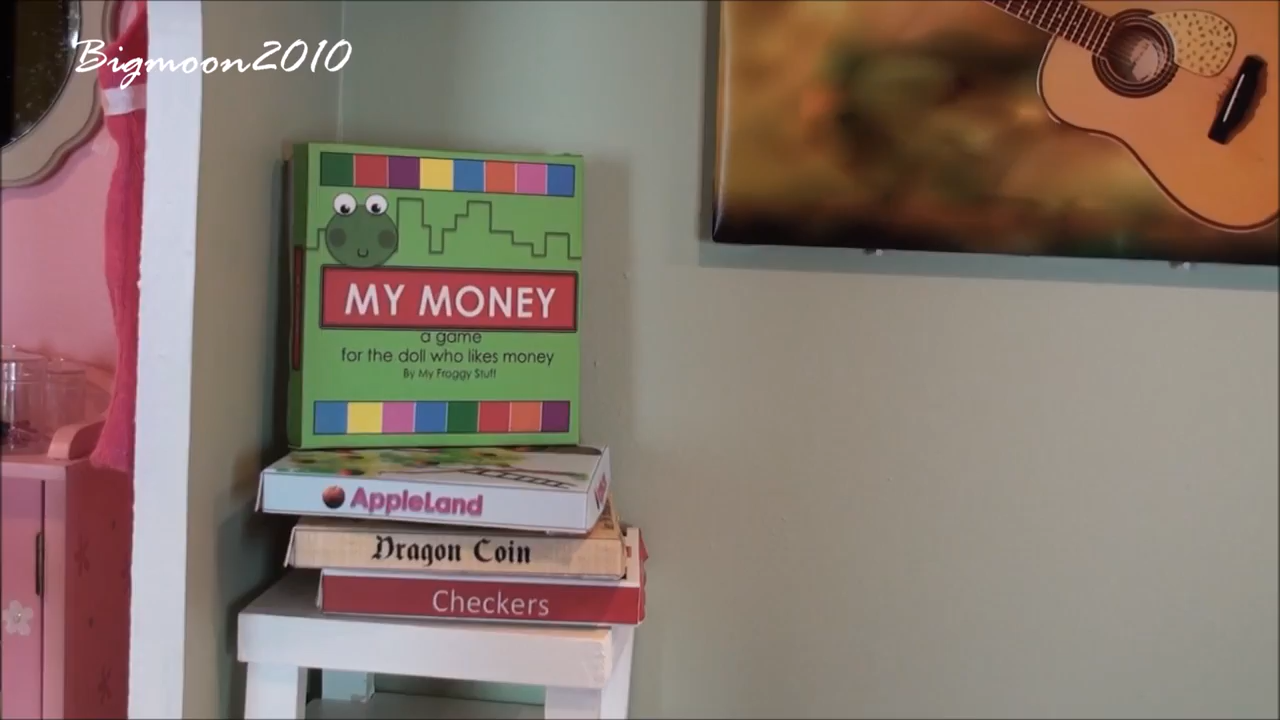 Bigmoon2010
MY MONEY
a game
for the doll who likes money
By My Froggy Stuff
AppleLand
Dragon Coin
Checkers